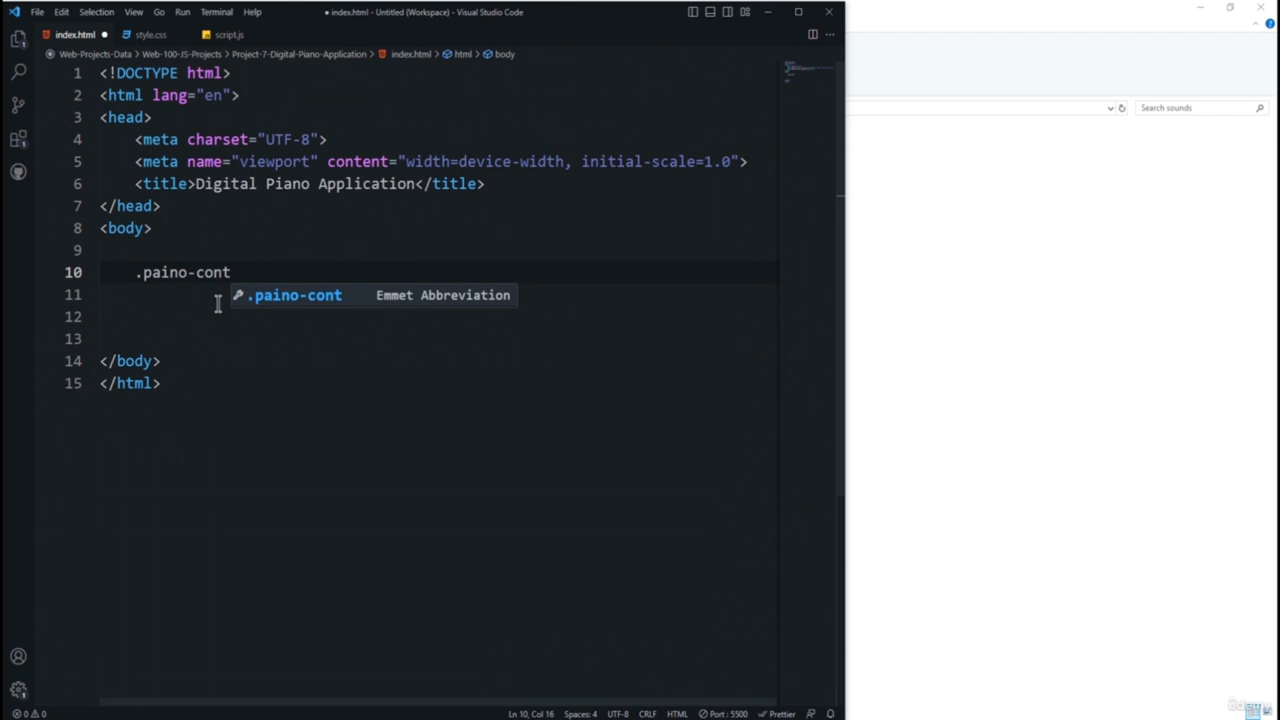 File Edit Selection View Go Run Terminal Help
● index.html - Untitled (Workspace) - Visual Studio Code
index.html ● style.css script.js
Web-Projects-Data > Web-100-JS-Projects > Project-7-Digital-Piano-Application > index.html > html > body
1 <!DOCTYPE html>
2 <html lang="en">
3 <head>
4 <meta charset="UTF-8">
5 <meta name="viewport" content="width=device-width, initial-scale=1.0">
6 <title>Digital Piano Application</title>
7 </head>
8 <body>
9
10 .paino-cont
.paino-cont Emmet Abbreviation
11
12
13
14 </body>
15 </html>
Search sounds
0 0 Ln 10, Col 16 Spaces: 4 UTF-8 CRLF HTML Port : 5500 Prettier
ûdemy